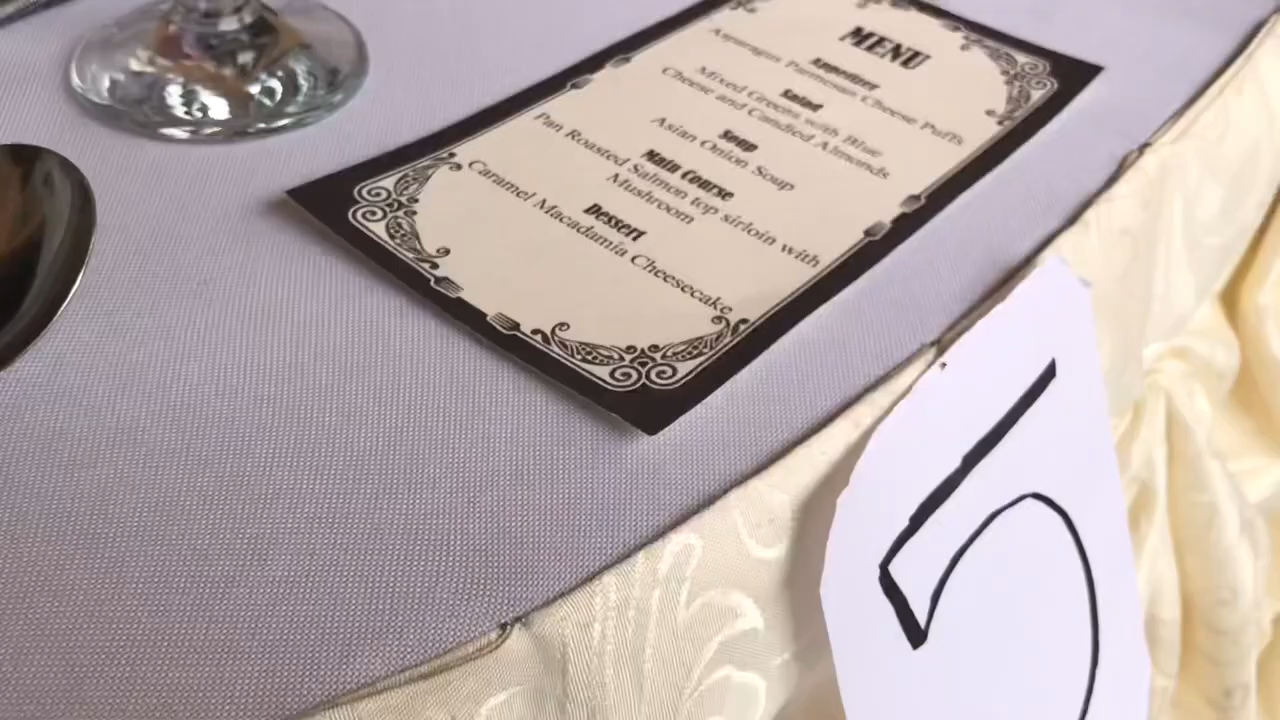 MENU
Appetizer
Asparagus Parmesan Cheese Puffs
Salad
Mixed Greens with Blue
Cheese and Candied Almonds
Soup
Asian Onion Soup
Main Course
Pan Roasted Salmon top sirloin with
Mushroom
Dessert
Caramel Macadamia Cheesecake
5